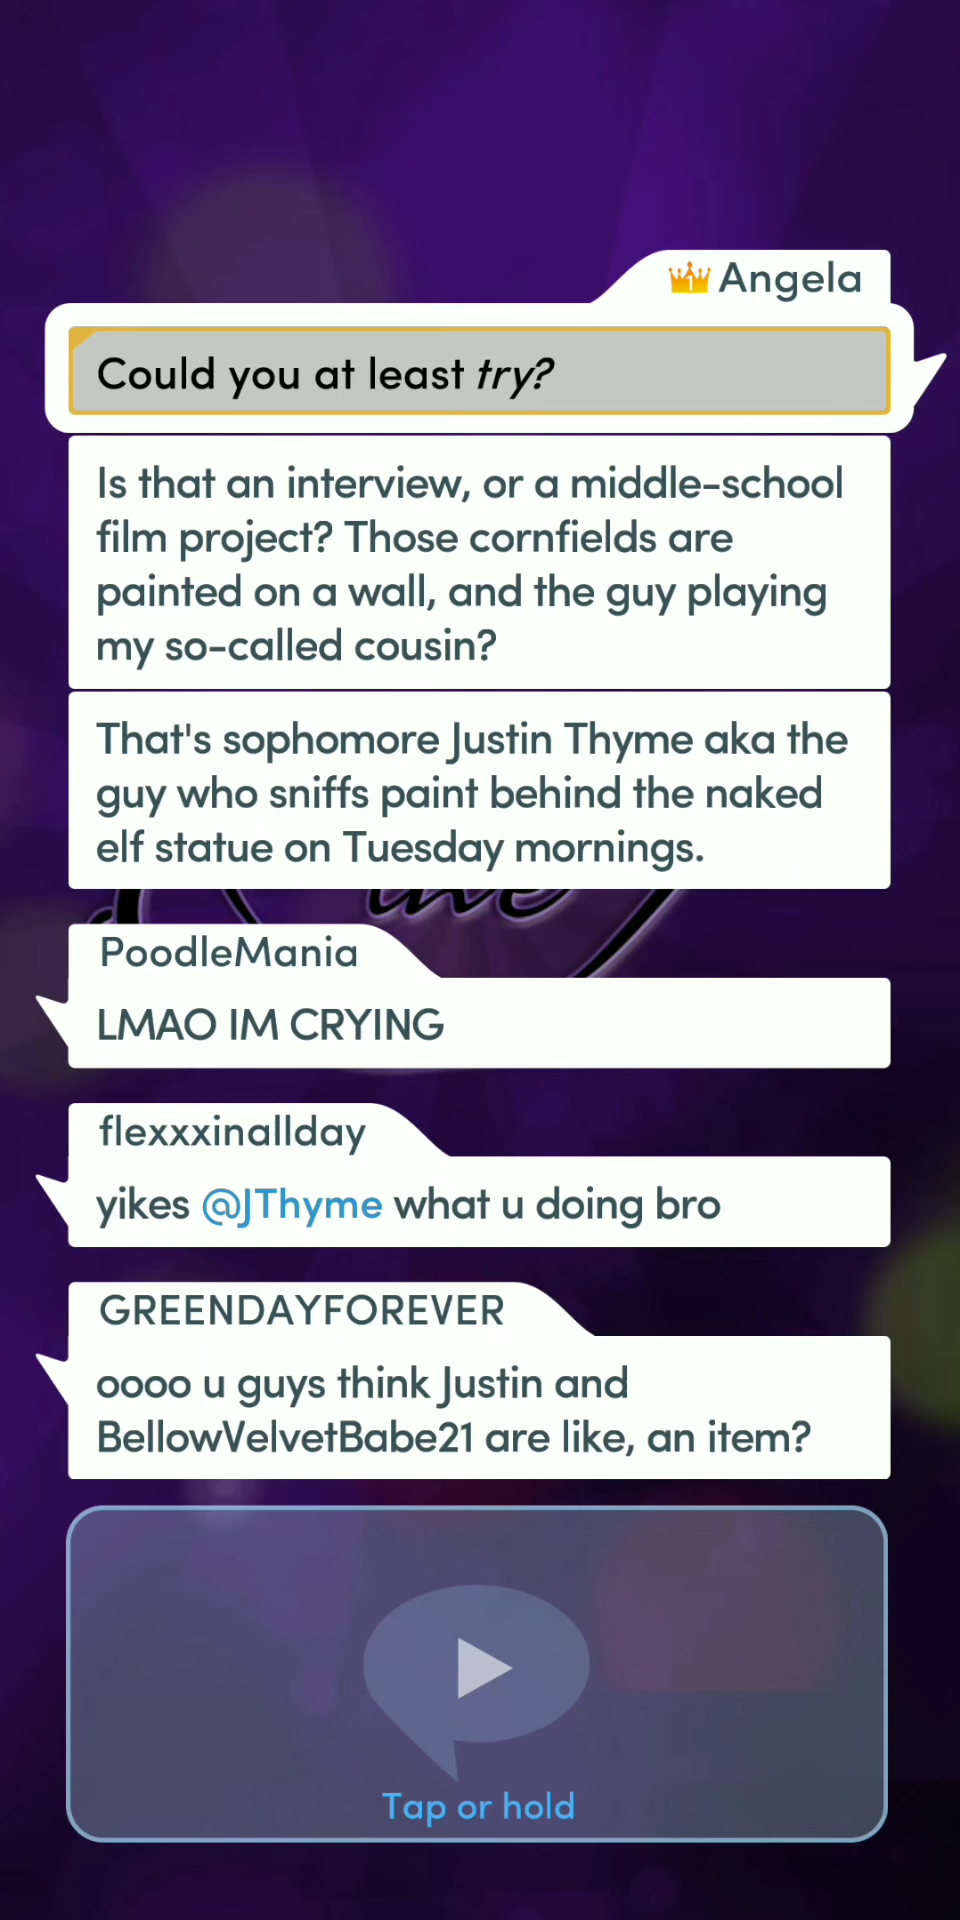 Angela
Could you at least try?
Is that an interview, or a middle-school
film project? Those cornfields are
painted on a wall, and the guy playing
my so-called cousin?
That's sophomore Justin Thyme aka the
guy who sniffs paint behind the naked
elf statue on Tuesday mornings.
PoodleMania
LMAO IM CRYING
flexxxinallday
yikes @JThyme what u doing bro
GREENDAYFOREVER
oooo u guys think Justin and
BellowVelvetBabe21 are like, an item?
Tap or hold